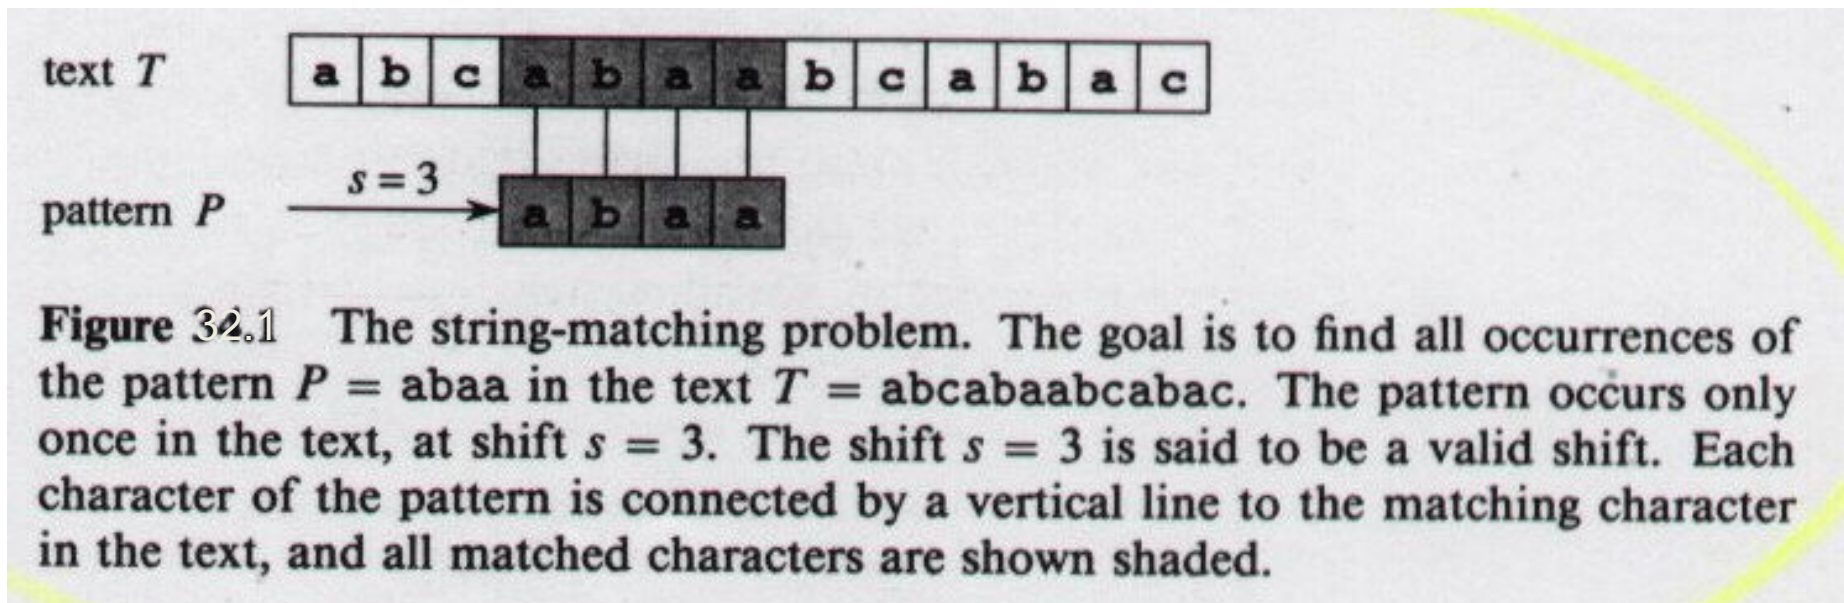 text T a b c a b a a b c a b a c
s = 3
pattern P a b a a
Figure 32.1 The string-matching problem. The goal is to find all occurrences of
the pattern P = abaa in the text T = abcabaabcabac. The pattern occurs only
once in the text, at shift s = 3. The shift s = 3 is said to be a valid shift. Each
character of the pattern is connected by a vertical line to the matching character
in the text, and all matched characters are shown shaded.